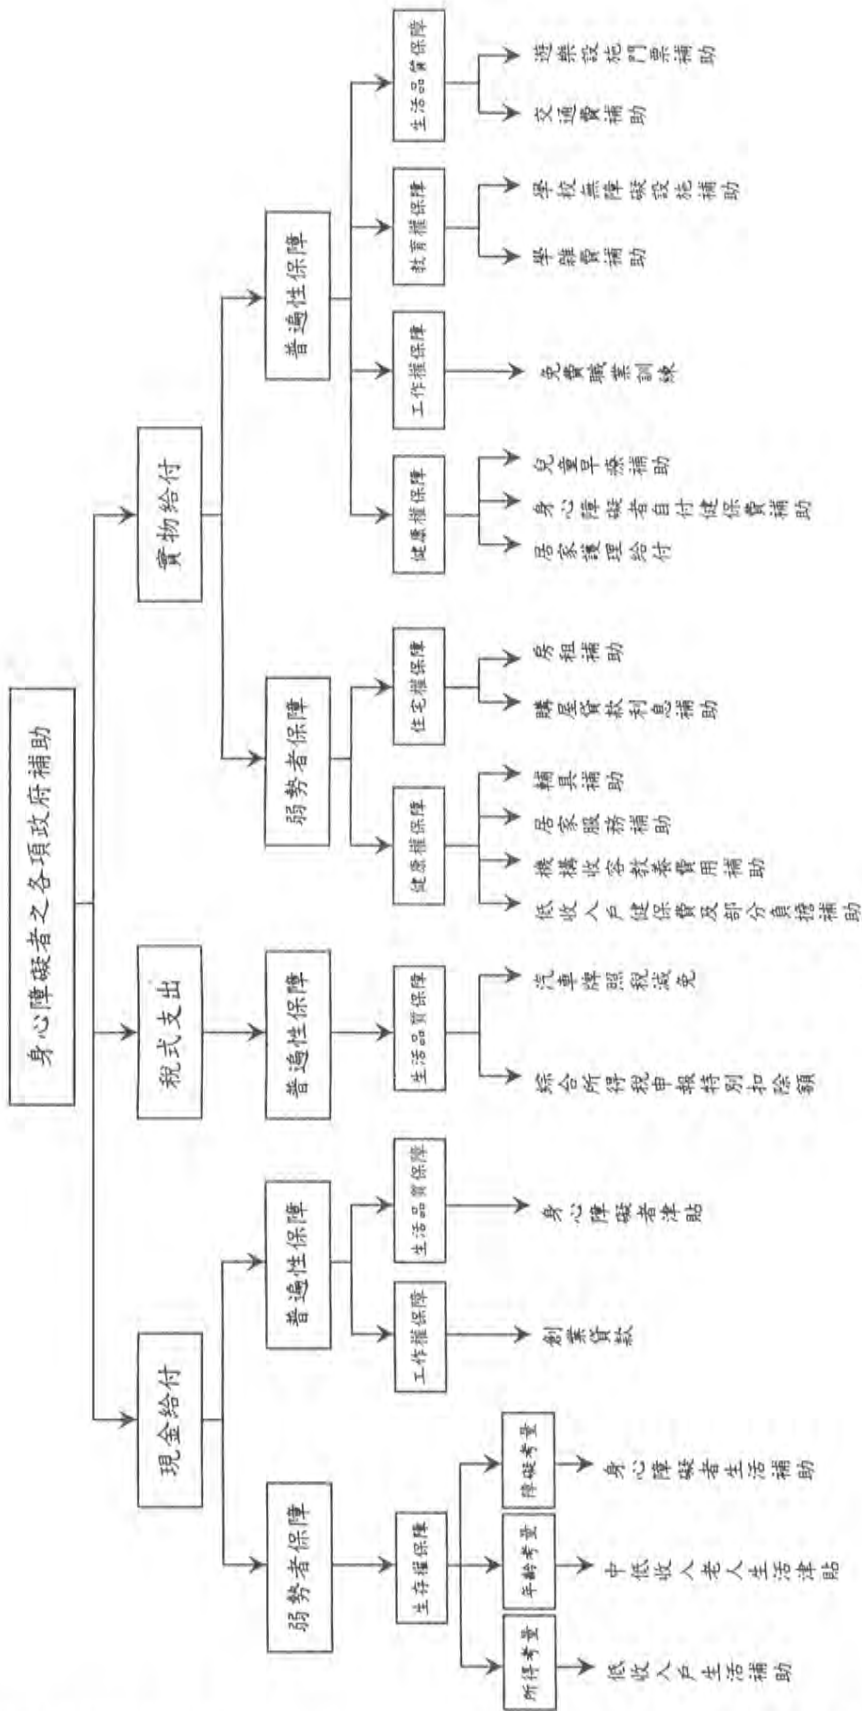 身心障礙者之各項政府補助
現金給付
稅式支出
實物給付
弱勢者保障
普遍性保障
普遍性保障
弱勢者保障
普遍性保障
生存權保障
工作權保障
生活品質保障
生活品質保障
健康權保障
住宅權保障
健康權保障
工作權保障
教育權保障
生活品質保障
所得考量
年齡考量
障礙考量
低收入戶生活補助
中低收入老人生活津貼
身心障礙者生活補助
創業貸款
身心障礙者津貼
綜合所得稅申報特別扣除額
汽車牌照稅減免
低收入戶健保費及部分負擔補助
機構收容教養費用補助
居家服務補助
輔具補助
購屋貸款利息補助
房租補助
居家護理給付
身心障礙者自付健保費補助
兒童早療補助
免費職業訓練
學雜費補助
學校無障礙設施補助
交通費補助
遊樂設施門票補助